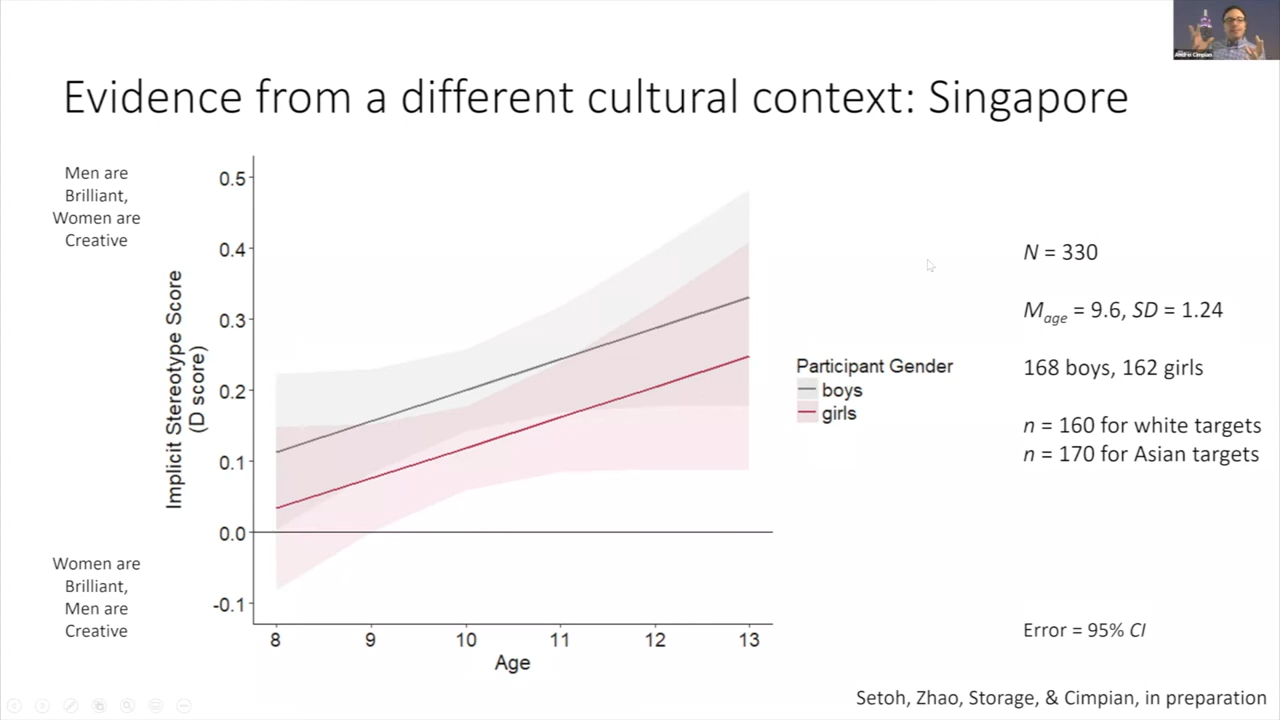 Andrei Cimpian
Evidence from a different cultural context: Singapore
Men are
Brilliant,
Women are
Creative
Women are
Brilliant,
Men are
Creative
Implicit Stereotype Score
(D score)
0.5
0.4
0.3
0.2
0.1
0.0
-0.1
8 9 10 11 12 13
Age
Participant Gender
boys
girls
N = 330
Mage = 9.6, SD = 1.24
168 boys, 162 girls
n = 160 for white targets
n = 170 for Asian targets
Error = 95% CI
Setoh, Zhao, Storage, & Cimpian, in preparation